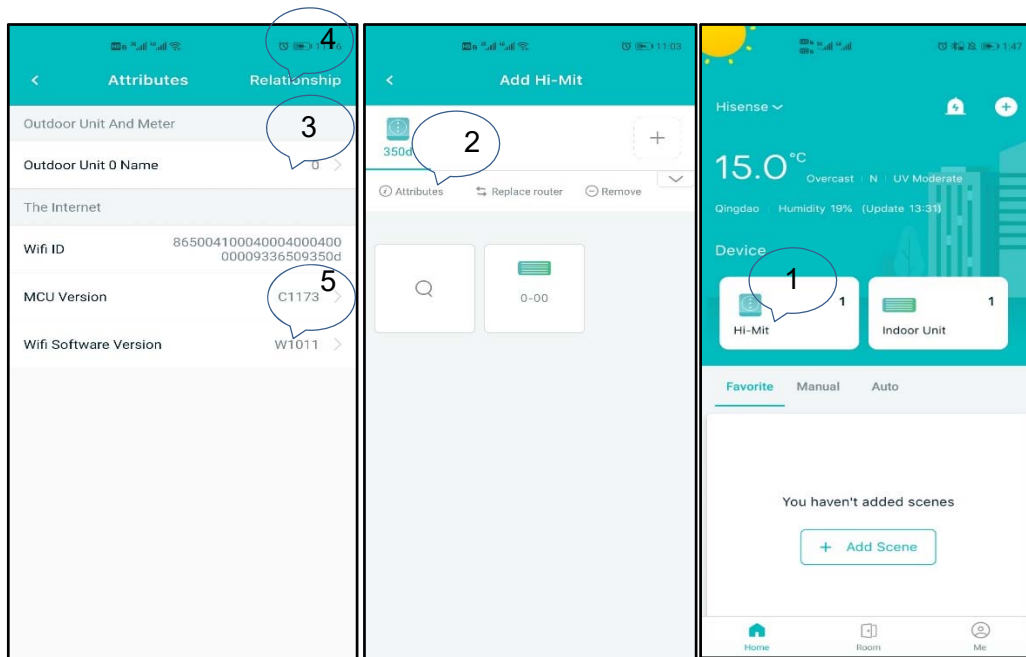 4
Attributes
Relationship
Outdoor Unit And Meter
3
Outdoor Unit 0 Name
0
The Internet
Wifi ID
865004100040004000400
00009336509350d
5
MCU Version
C1173
Wifi Software Version
W1011
11:03
Add Hi-Mit
350d
2
Attributes
Replace router
Remove
0-00
1:47
Hisense
15.0°C
Overcast N UV Moderate
Qingdao Humidity 19% (Update 13:31)
Device
1
1
Hi-Mit
1
Indoor Unit
Favorite Manual Auto
You haven't added scenes
+ Add Scene
Home Room Me